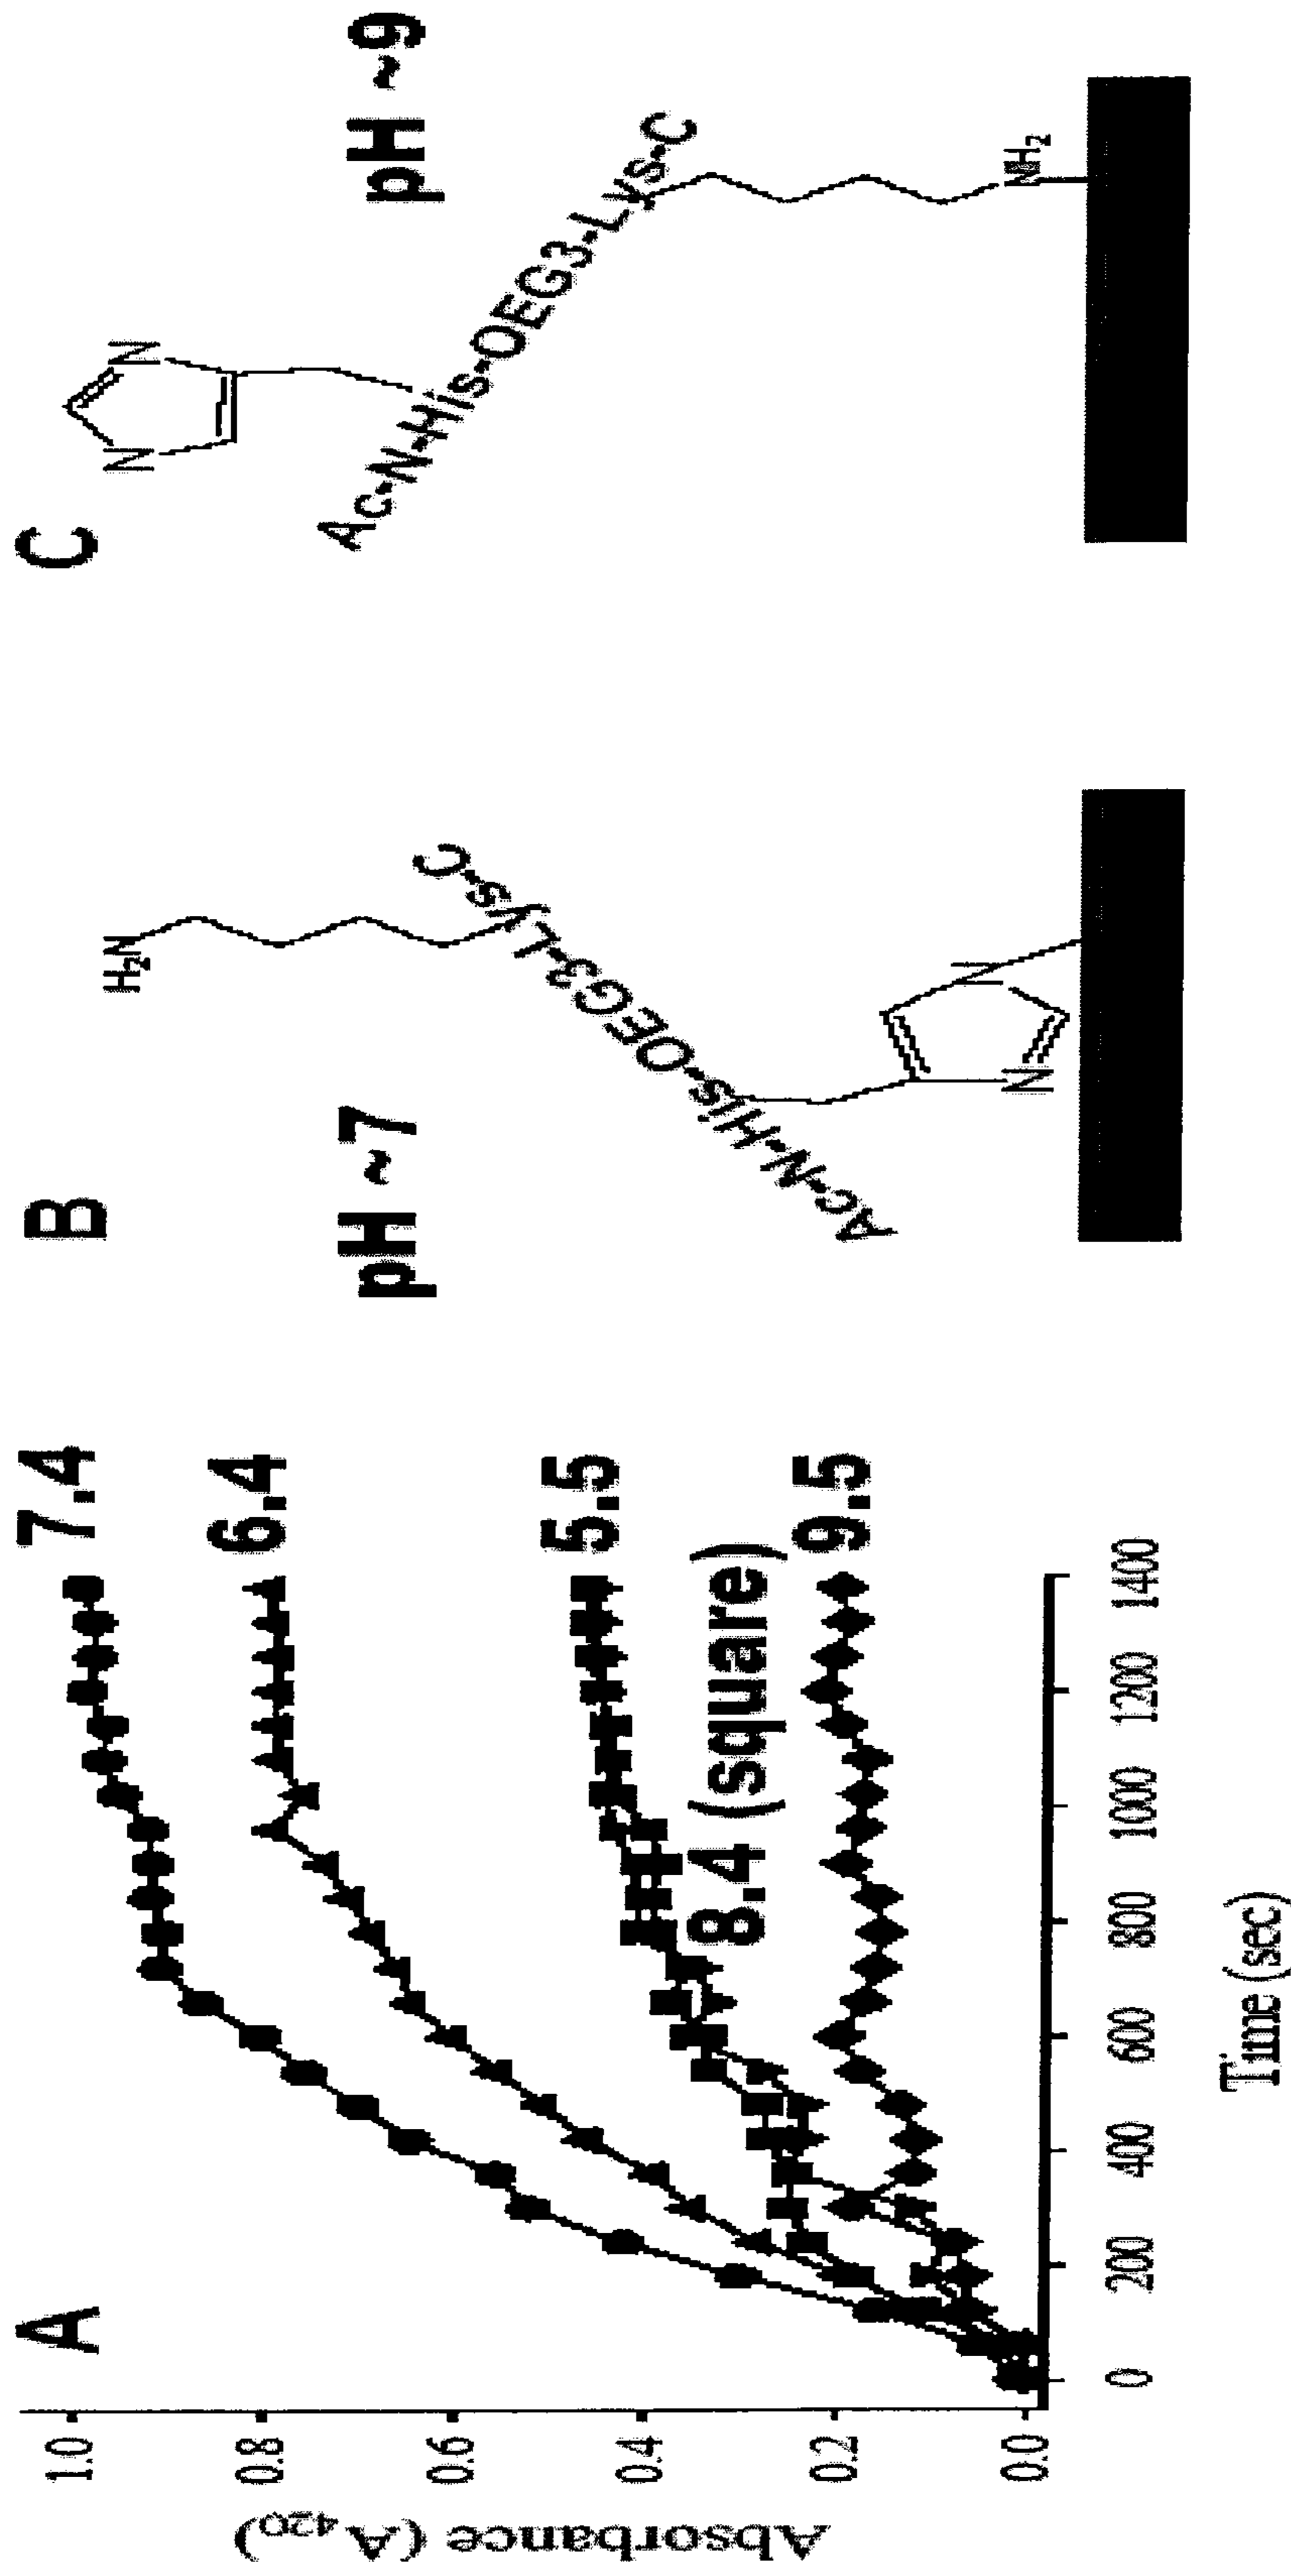 A
7.4
6.4
5.5
8.4 (square)
9.5
1.0
0.8
0.6
0.4
0.2
0.0
Absorbance (A420)
0 200 400 600 800 1000 1200 1400
Time (sec)
B
pH ~7
H2N
Ac-N-His-OEG3-Lys-C
N
N
C
pH ~9
N
N
Ac-N-His-OEG3-Lys-C
NH2